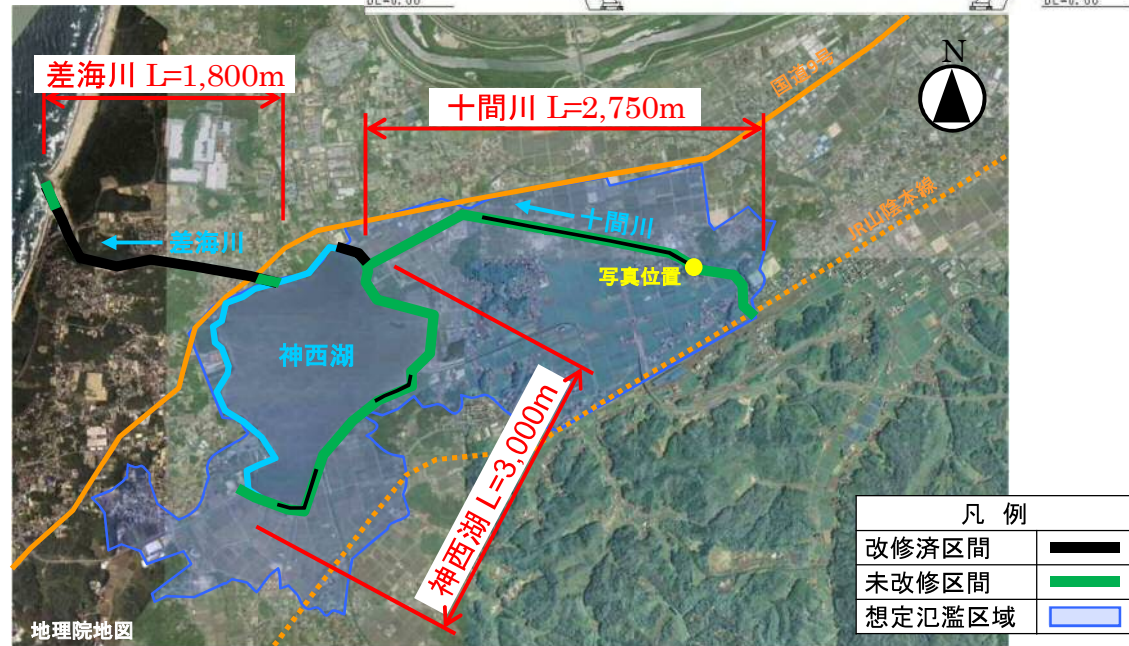 差海川 L=1,800m
十間川 L=2,750m
N
国道9号
JR山陰本線
十間川
差海川
写真位置
神西湖
神西湖 L=3,000m
凡 例
改修済区間
未改修区間
想定氾濫区域
地理院地図